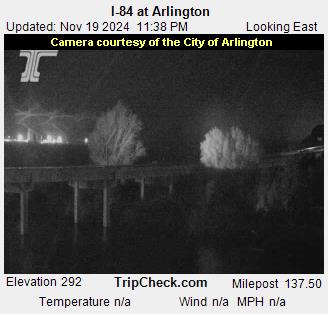 I-84 at Arlington
Updated: Nov 19 2024 11:38 PM Looking East
Camera courtesy of the City of Arlington
Elevation 292 TripCheck.com Milepost 137.50
Temperature n/a Wind n/a MPH n/a